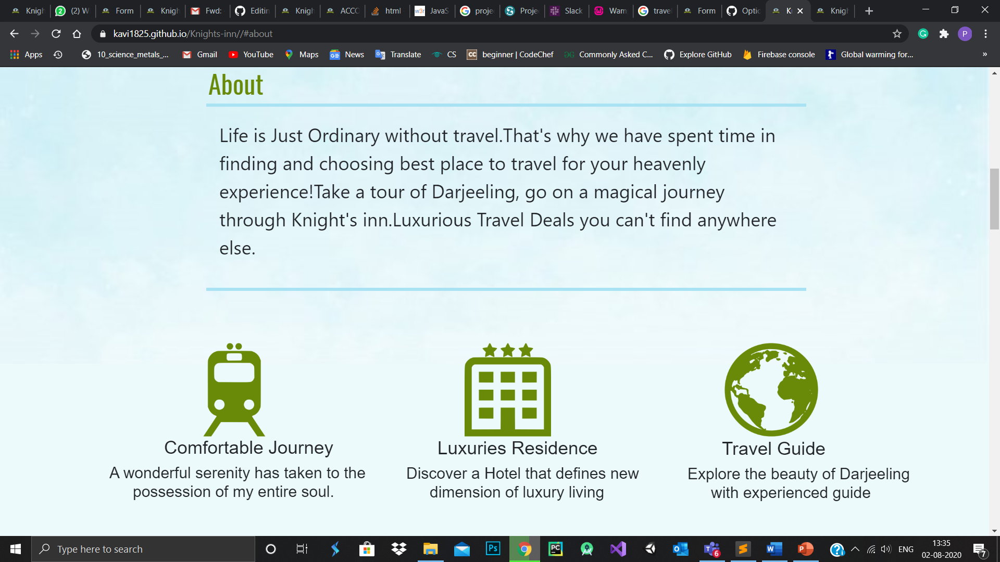 Knigh (2) W Form Knigh Fwd: Editin Knigh ACCO html JavaS proje Proje Slack Wam travel Form Optio K Knigh
kavi1825.github.io/Knights-inn//#about
Apps 10_science_metals_... Gmail YouTube Maps News Translate CS beginner | CodeChef Commonly Asked C... Explore GitHub Firebase console Global warming for... »
About
Life is Just Ordinary without travel.That's why we have spent time in
finding and choosing best place to travel for your heavenly
experience!Take a tour of Darjeeling, go on a magical journey
through Knight's inn.Luxurious Travel Deals you can't find anywhere
else.
Comfortable Journey
A wonderful serenity has taken to the
possession of my entire soul.
Luxuries Residence
Discover a Hotel that defines new
dimension of luxury living
Travel Guide
Explore the beauty of Darjeeling
with experienced guide
Type here to search
ENG
13:35
02-08-2020
7